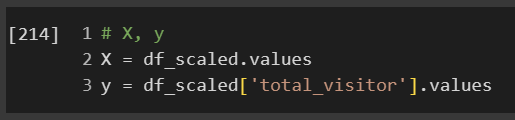 [214] 1 # X, y
2 X = df_scaled.values
3 y = df_scaled['total_visitor'].values